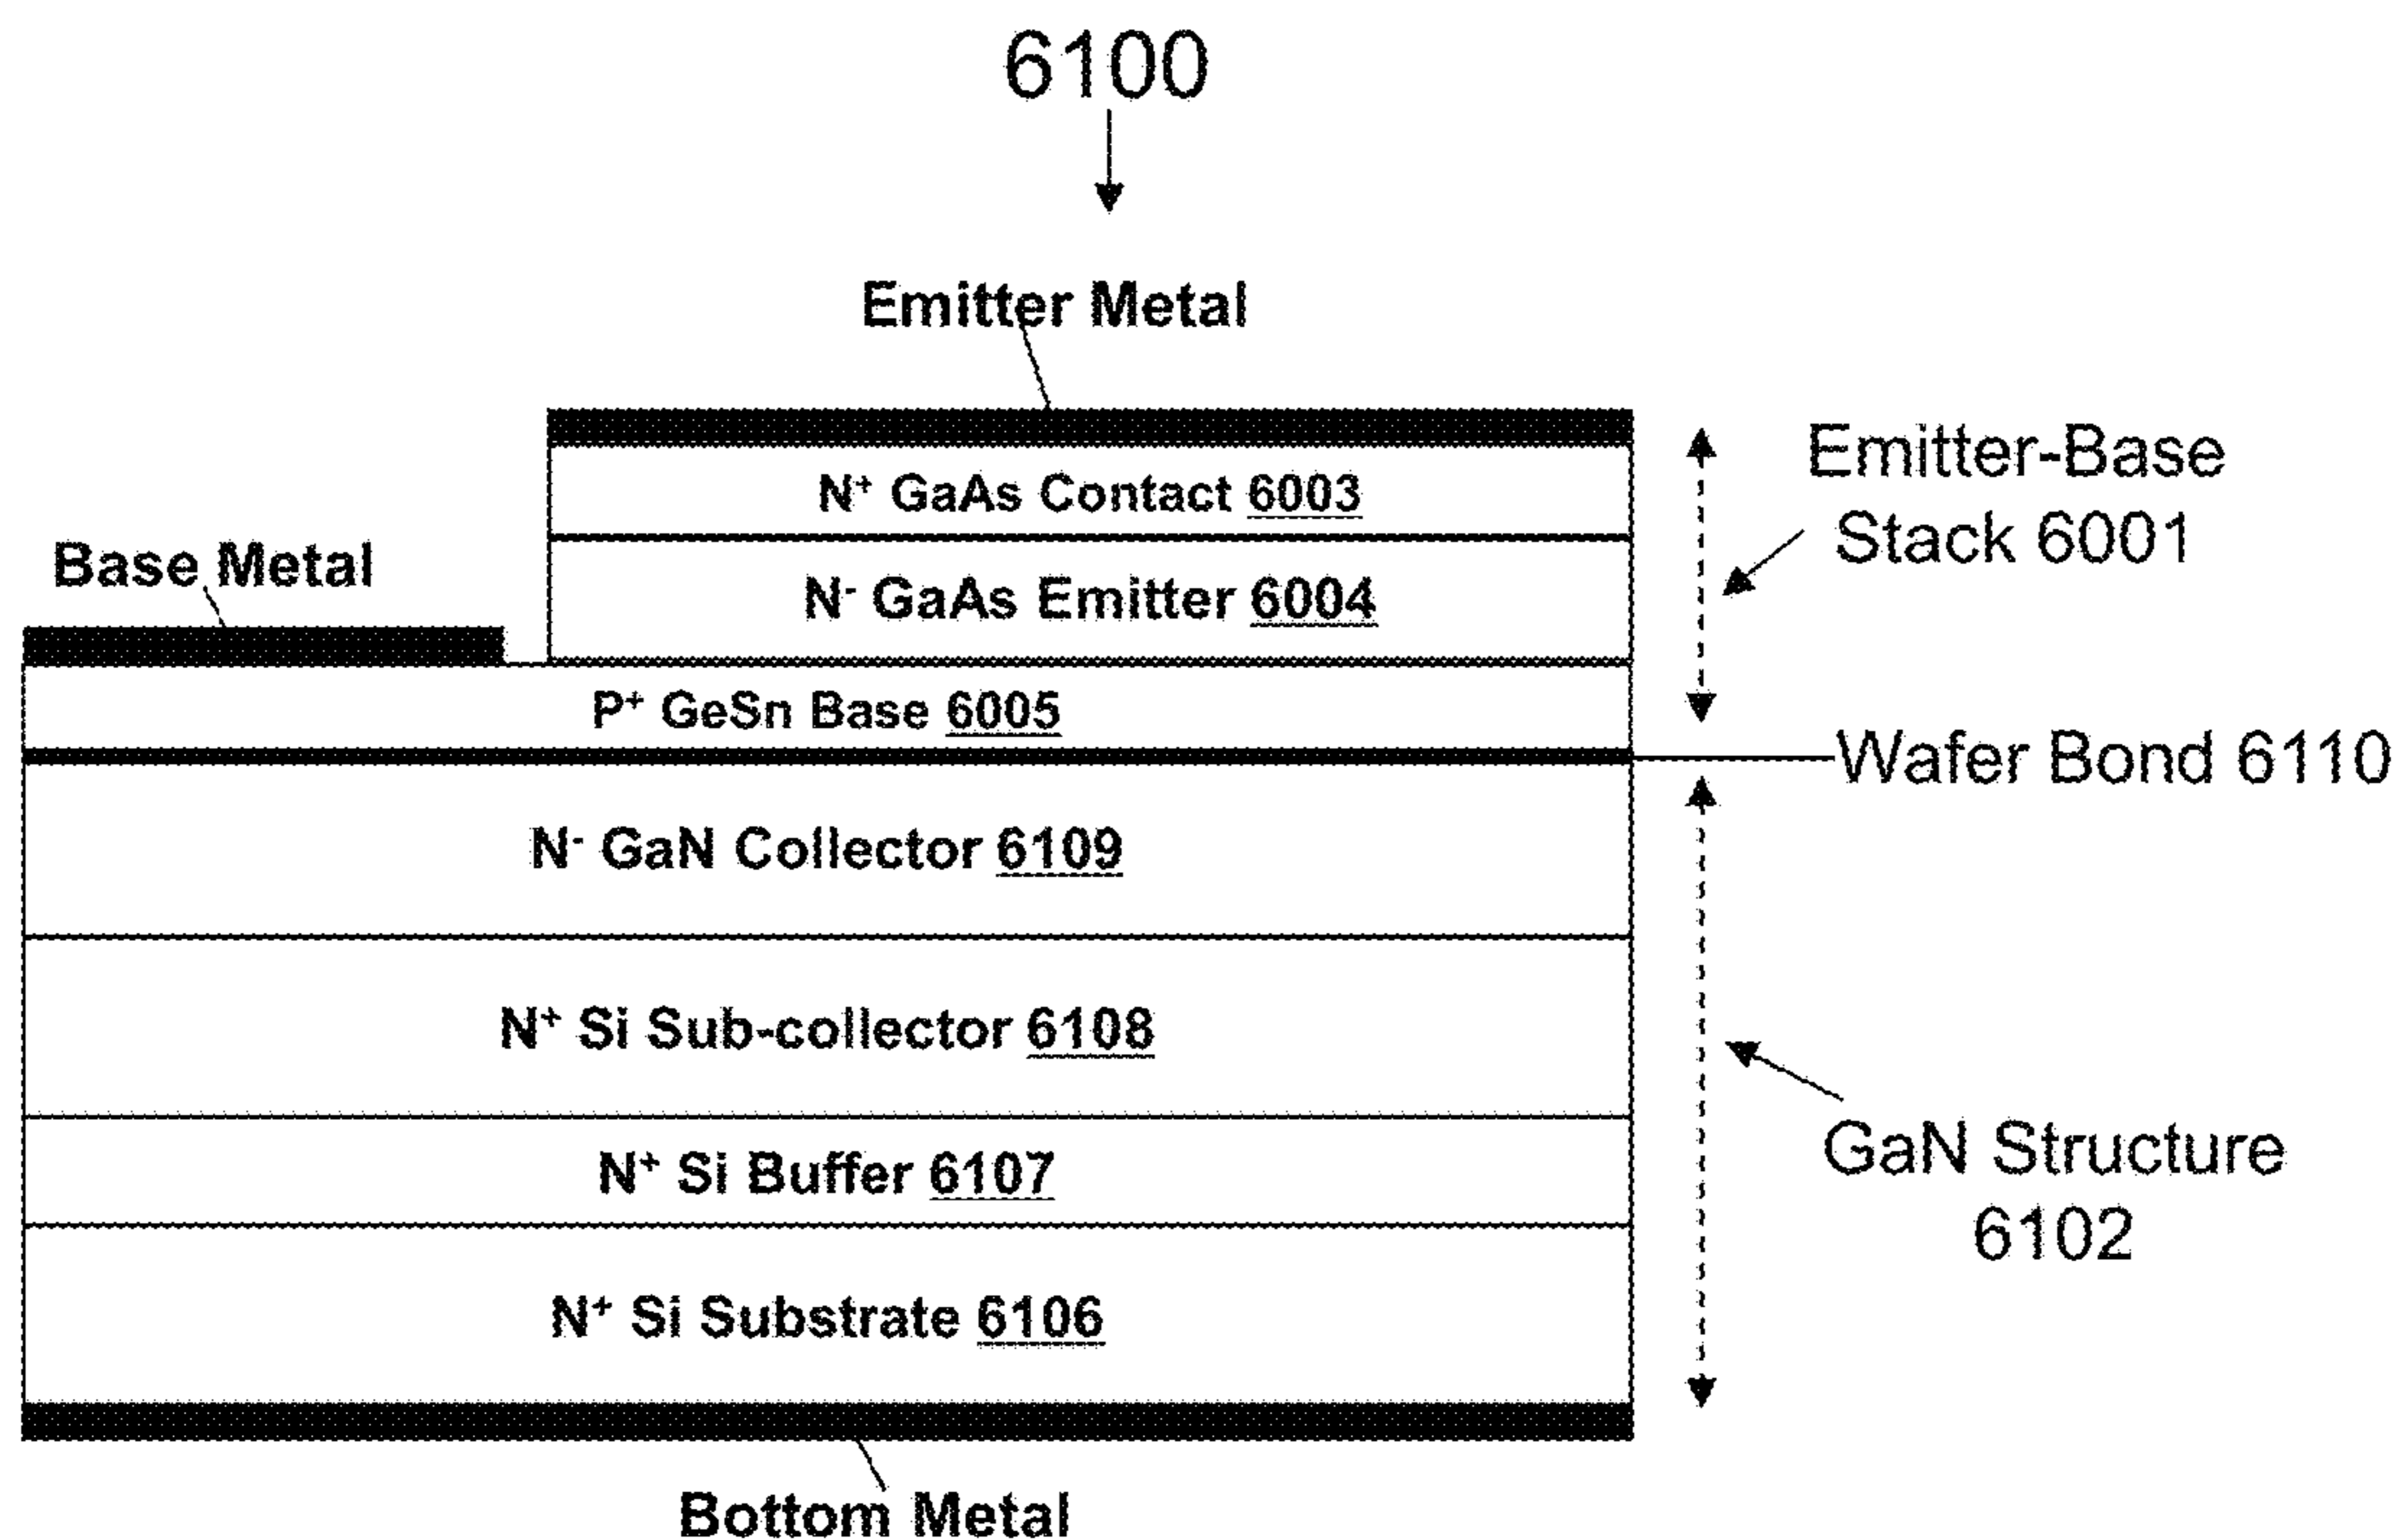 6100
Emitter Metal
N⁺ GaAs Contact 6003
Emitter-Base
Stack 6001
Base Metal
N⁻ GaAs Emitter 6004
P⁺ GeSn Base 6005
Wafer Bond 6110
N⁻ GaN Collector 6109
N⁺ Si Sub-collector 6108
GaN Structure
6102
N⁺ Si Buffer 6107
N⁺ Si Substrate 6106
Bottom Metal